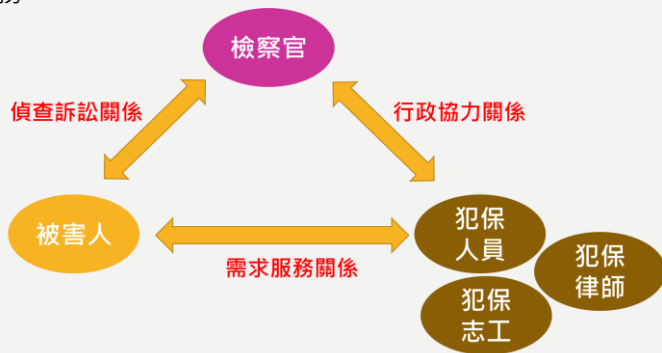 檢察官
偵查訴訟關係
行政協力關係
被害人
犯保
人員
需求服務關係
犯保
律師
犯保
志工